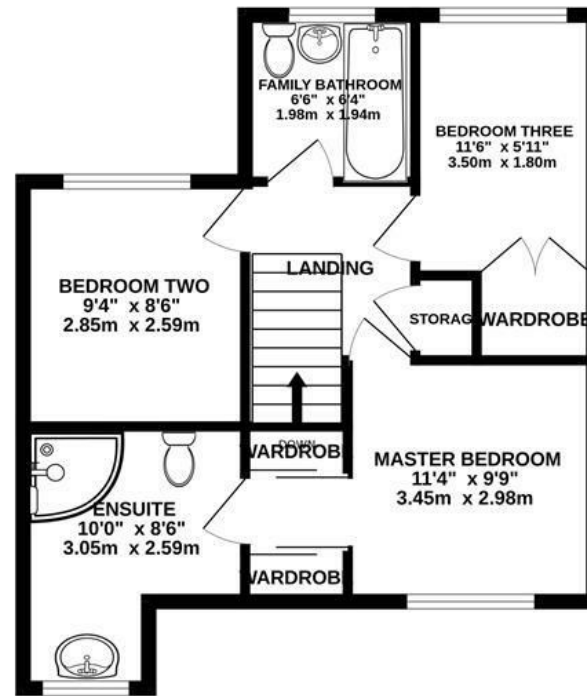 FAMILY BATHROOM
6'6" x 6'4"
1.98m x 1.94m
BEDROOM THREE
11'6" x 5'11"
3.50m x 1.80m
LANDING
BEDROOM TWO
9'4" x 8'6"
2.85m x 2.59m
STORAG
WARDROBE
DOWN
WARDROB
MASTER BEDROOM
11'4" x 9'9"
3.45m x 2.98m
ENSUITE
10'0" x 8'6"
3.05m x 2.59m
WARDROB